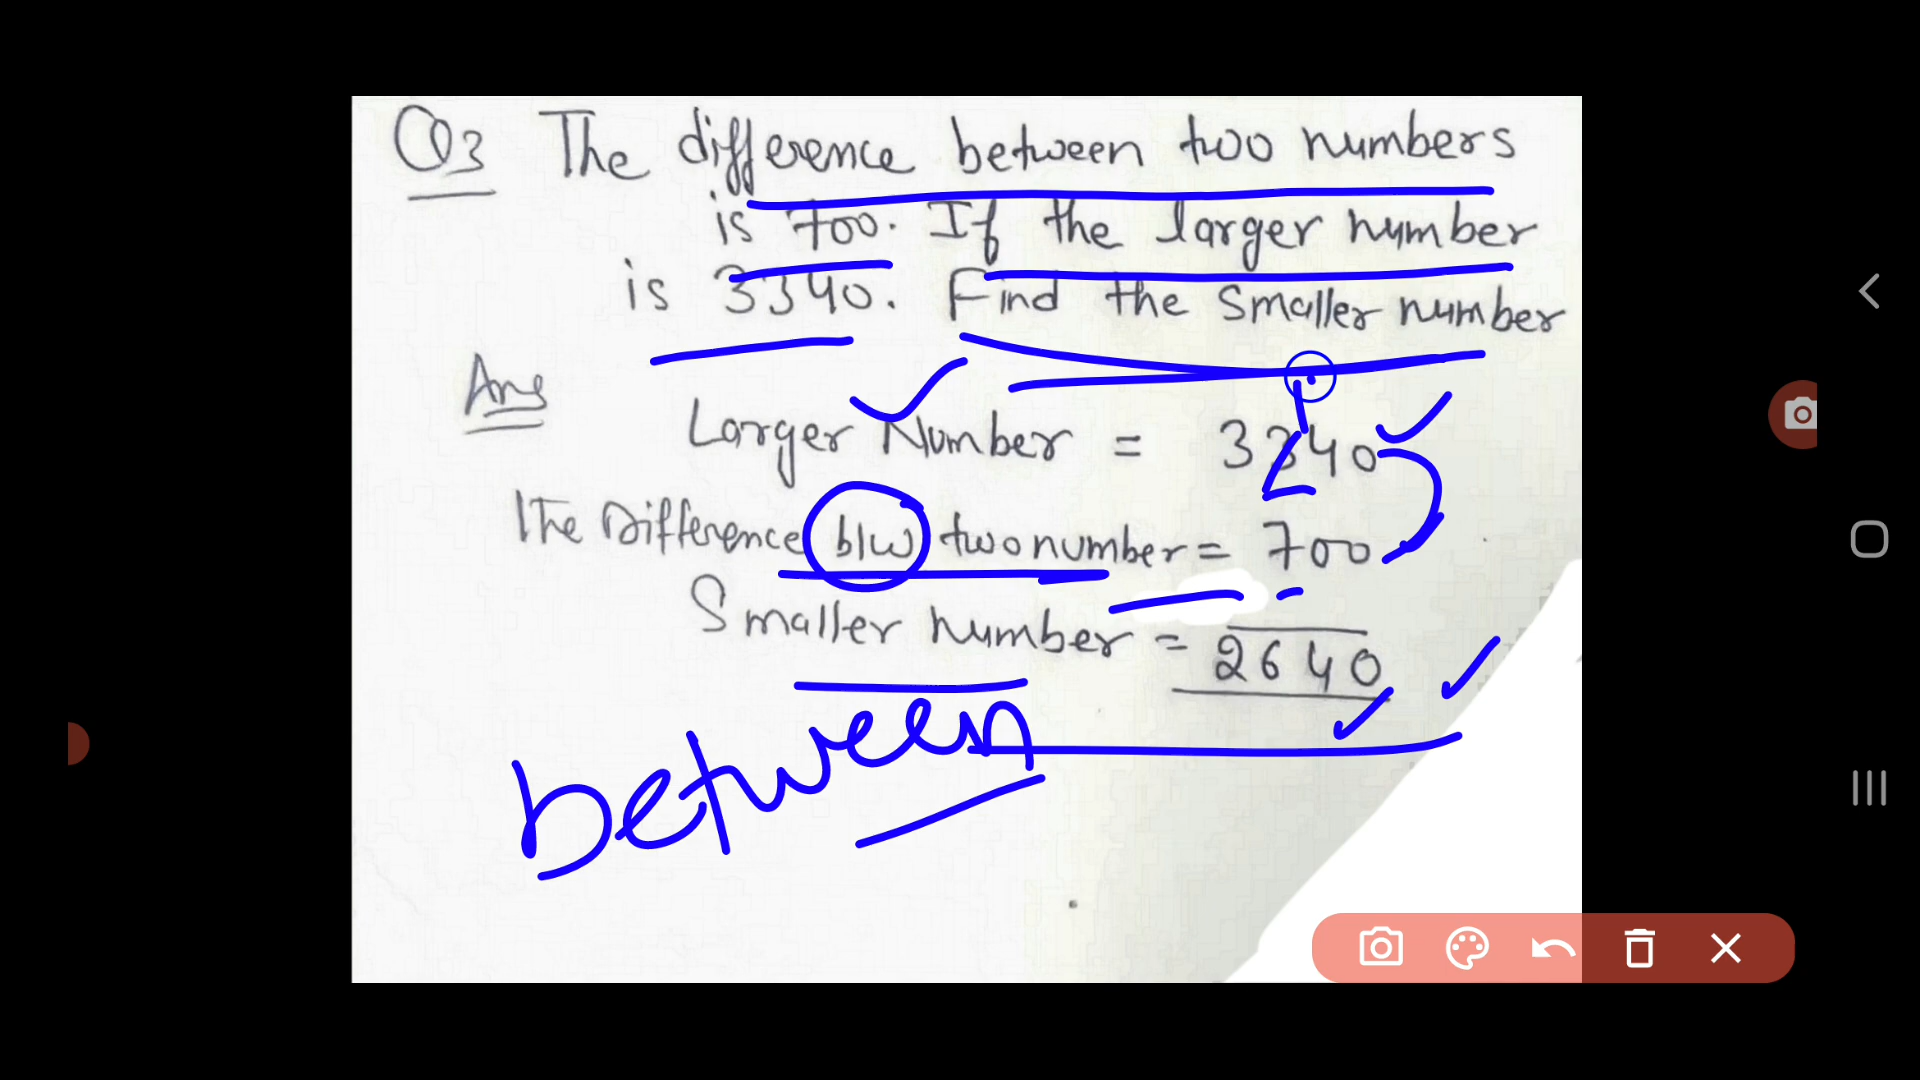 Q3 The difference between two numbers
is 700. If the larger number
is 3340. Find the smaller number
Ans
Larger Number = 3340
The Difference b/w two number = 700
Smaller number = 2640
between